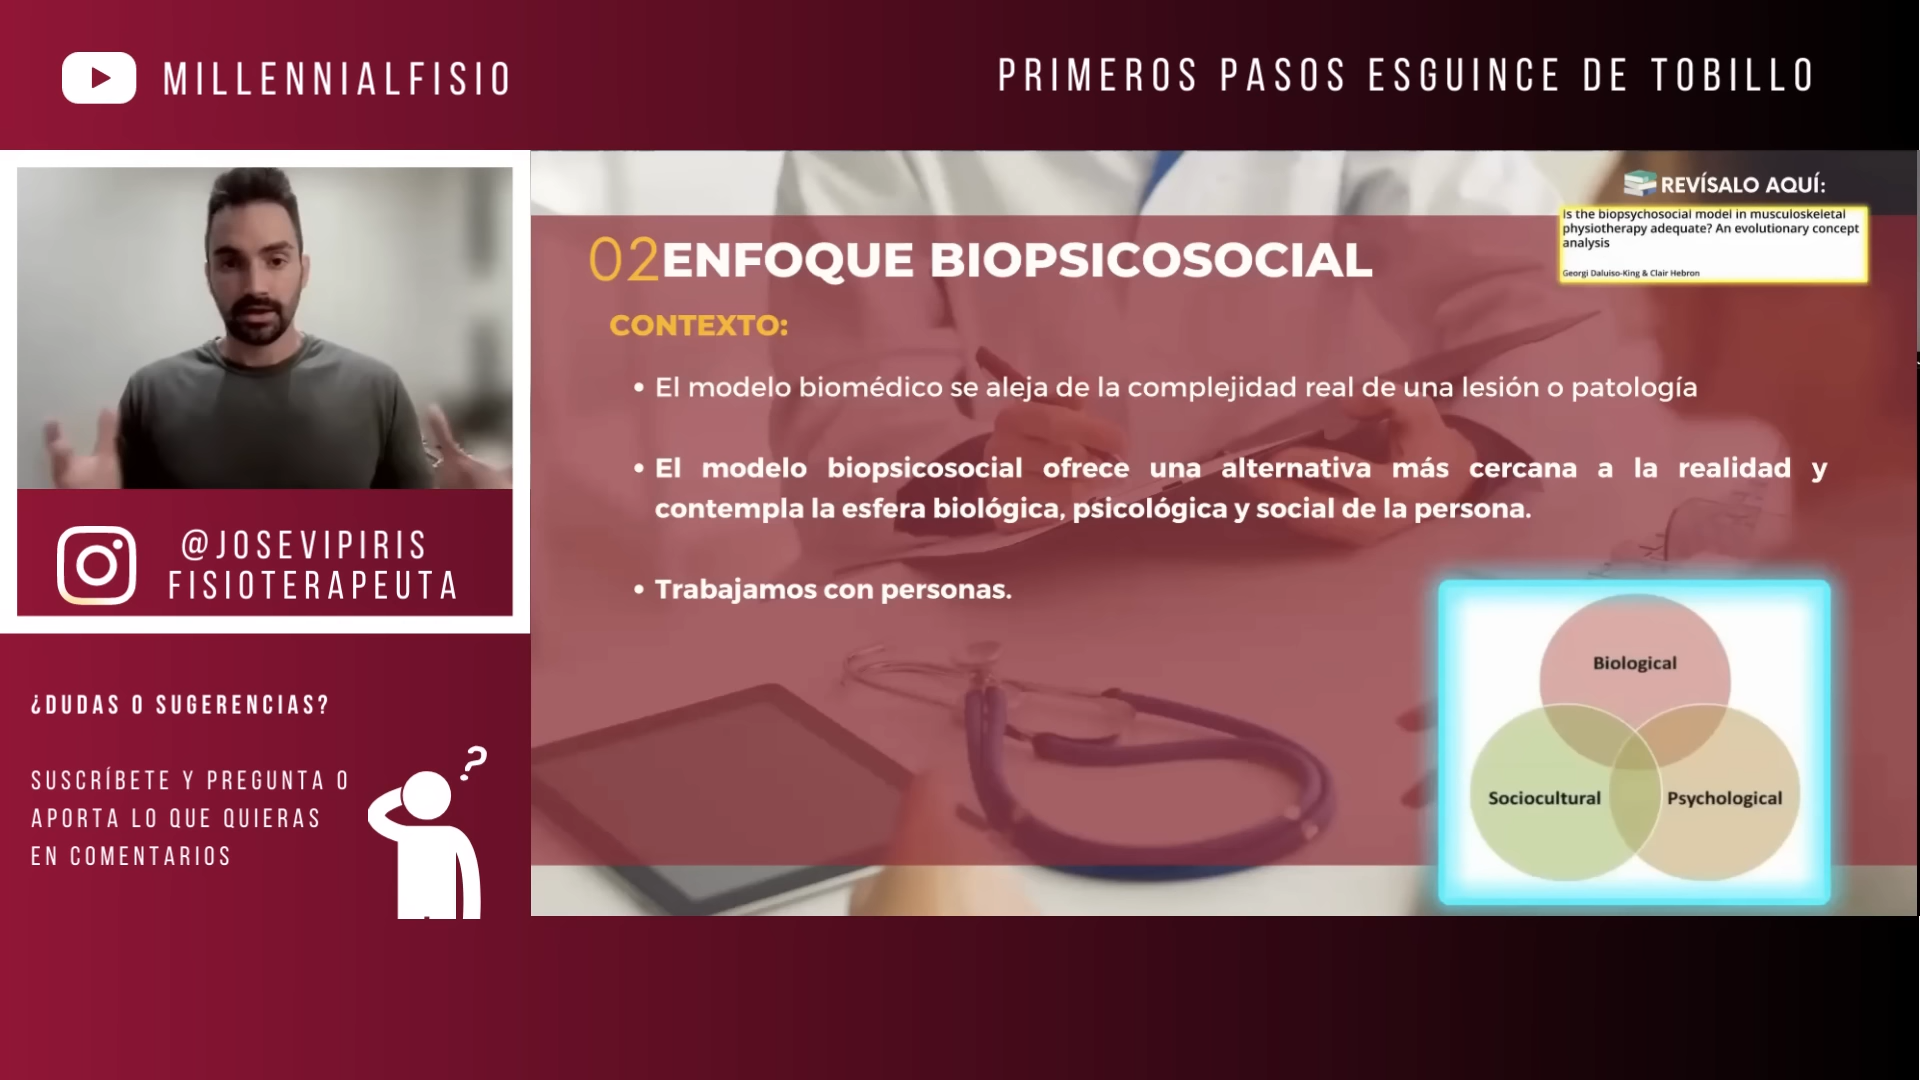 MILLENNIALFISIO
PRIMEROS PASOS ESGUINCE DE TOBILLO
@JOSEVIPIRIS
FISIOTERAPEUTA
¿DUDAS O SUGERENCIAS?
SUSCRÍBETE Y PREGUNTA O
APORTA LO QUE QUIERAS
EN COMENTARIOS
?
REVÍSALO AQUÍ:
Is the biopsychosocial model in musculoskeletal
physiotherapy adequate? An evolutionary concept
analysis
Georgi Daluiso-King & Clair Hebron
02 ENFOQUE BIOPSICOSOCIAL
CONTEXTO:
• El modelo biomédico se aleja de la complejidad real de una lesión o patología
• El modelo biopsicosocial ofrece una alternativa más cercana a la realidad y
contempla la esfera biológica, psicológica y social de la persona.
• Trabajamos con personas.
Biological
Sociocultural
Psychological